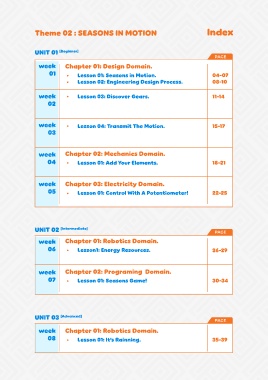 Theme 02 : SEASONS IN MOTION Index
UNIT 01 (Beginner)
PAGE
week 01
Chapter 01: Design Domain.
• Lesson 01: Seasons in Motion. 04-07
• Lesson 02: Engineering Design Process. 08-10
week 02
• Lesson 03: Discover Gears. 11-14
week 03
• Lesson 04: Transmit The Motion. 15-17
week 04
Chapter 02: Mechanics Domain.
• Lesson 01: Add Your Elements. 18-21
week 05
Chapter 03: Electricity Domain.
• Lesson 01: Control With A Potentiometer! 22-25
UNIT 02 (Intermediate)
PAGE
week 06
Chapter 01: Robotics Domain.
• Lesson1: Energy Resources. 26-29
week 07
Chapter 02: Programing Domain.
• Lesson 01: Seasons Game! 30-34
UNIT 03 (Advanced)
PAGE
week 08
Chapter 01: Robotics Domain.
• Lesson 01: It's Rainning. 35-39